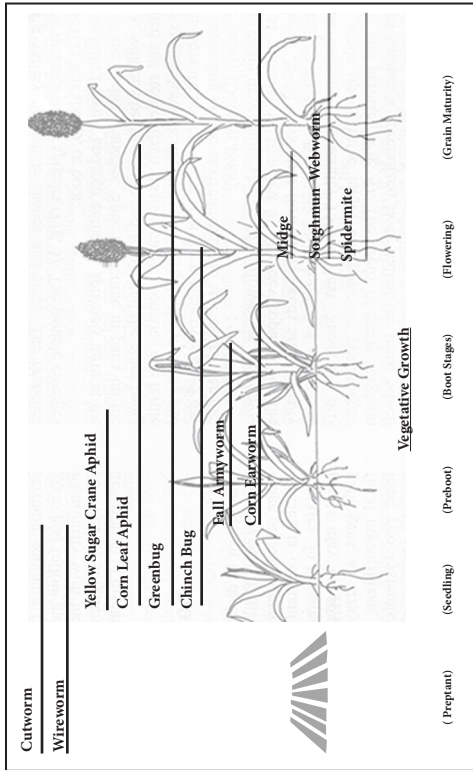 Cutworm
Wireworm
Yellow Sugar Crane Aphid
Corn Leaf Aphid
Greenbug
Chinch Bug
Fall Armyworm
Corn Earworm
Midge
Sorghmun Webworm
Spidermite
Vegetative Growth
( Preptant)
(Seedling)
(Preboot)
(Boot Stages)
(Flowering)
(Grain Maturity)